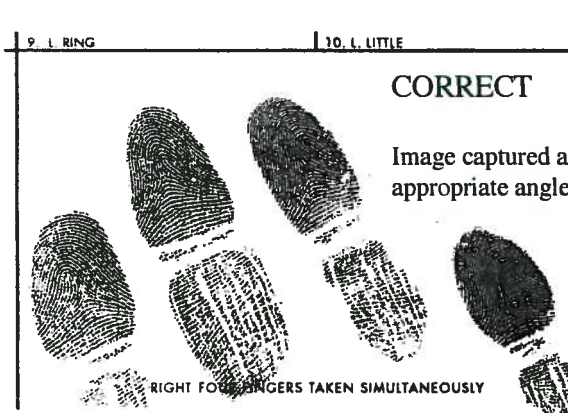 9. L. RING
10. L. LITTLE
CORRECT
Image captured a
appropriate angle
RIGHT FOUR FINGERS TAKEN SIMULTANEOUSLY